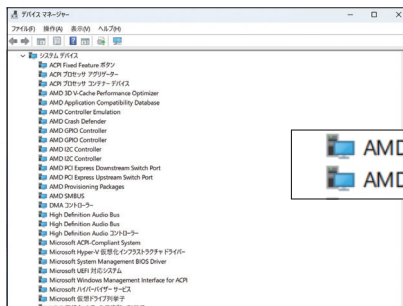 デバイス マネージャー
ファイル(F) 操作(A) 表示(V) ヘルプ(H)
システム デバイス
ACPI Fixed Feature ボタン
ACPI プロセッサ アグリゲーター
ACPI プロセッサ コンテナー デバイス
AMD 3D V-Cache Performance Optimizer
AMD Application Compatibility Database
AMD Controller Emulation
AMD Crash Defender
AMD GPIO Controller
AMD GPIO Controller
AMD I2C Controller
AMD I2C Controller
AMD PCI Express Downstream Switch Port
AMD PCI Express Upstream Switch Port
AMD Provisioning Packages
AMD SMBUS
DMA コントローラー
High Definition Audio Bus
High Definition Audio Bus
High Definition Audio コントローラー
Microsoft ACPI-Compliant System
Microsoft Hyper-V 仮想化インフラストラクチャ ドライバー
Microsoft System Management BIOS Driver
Microsoft UEFI 対応システム
Microsoft Windows Management Interface for ACPI
Microsoft ハイパーバイザー サービス
Microsoft 仮想ドライブ列挙子
AMD
AMD